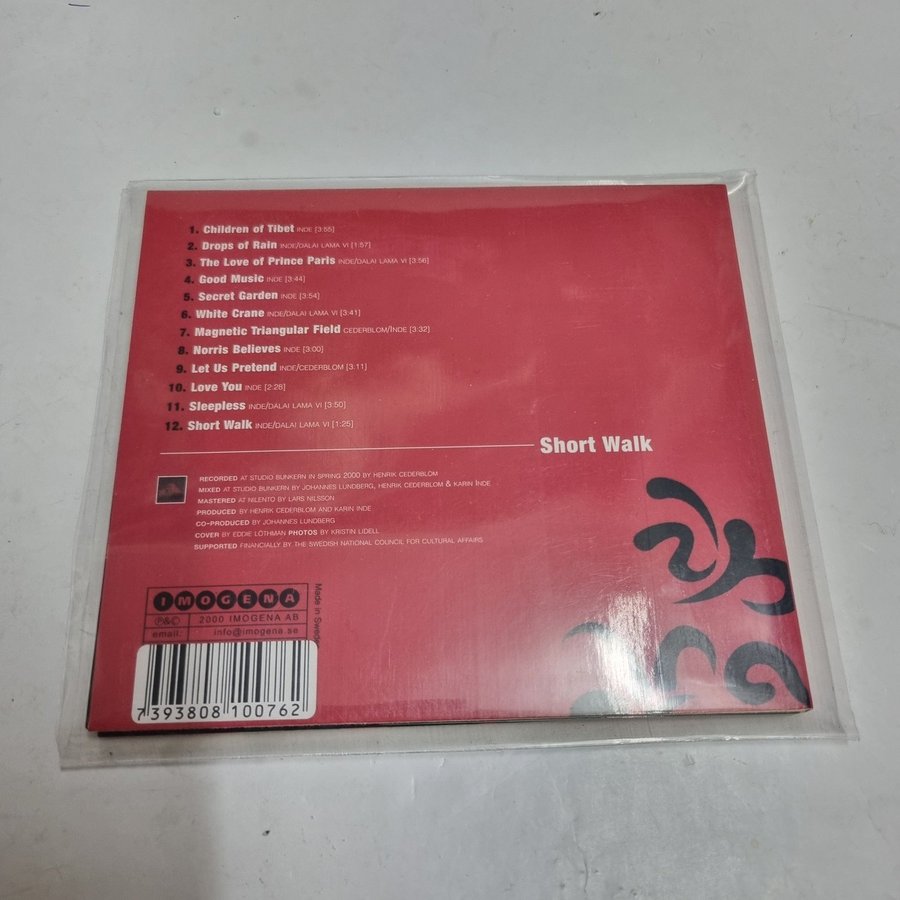 1. Children of Tibet INDE [3:55]
2. Drops of Rain INDE/DALAI LAMA VI [1:57]
3. The Love of Prince Paris INDE/DALAI LAMA VI [3:56]
4. Good Music INDE [3:44]
5. Secret Garden INDE [3:54]
6. White Crane INDE/DALAI LAMA VI [3:41]
7. Magnetic Triangular Field CEDERBLOM/INDE [3:32]
8. Norris Believes INDE [3:00]
9. Let Us Pretend INDE/CEDERBLOM [3:11]
10. Love You INDE [2:28]
11. Sleepless INDE/DALAI LAMA VI [3:50]
12. Short Walk INDE/DALAI LAMA VI [1:25]
Short Walk
RECORDED AT STUDIO BUNKERN IN SPRING 2000 BY HENRIK CEDERBLOM
MIXED AT STUDIO BUNKERN BY JOHANNES LUNDBERG, HENRIK CEDERBLOM & KARIN INDE
MASTERED AT NILENTO BY LARS NILSSON
PRODUCED BY HENRIK CEDERBLOM AND KARIN INDE
CO-PRODUCED BY JOHANNES LUNDBERG
COVER BY EDDIE LÖTHMAN PHOTOS BY KRISTIN LIDELL
SUPPORTED FINANCIALLY BY THE SWEDISH NATIONAL COUNCIL FOR CULTURAL AFFAIRS
IMOGENA
℗&© 2000 IMOGENA AB
email: info@imogena.se
Made in
7 393808 100762